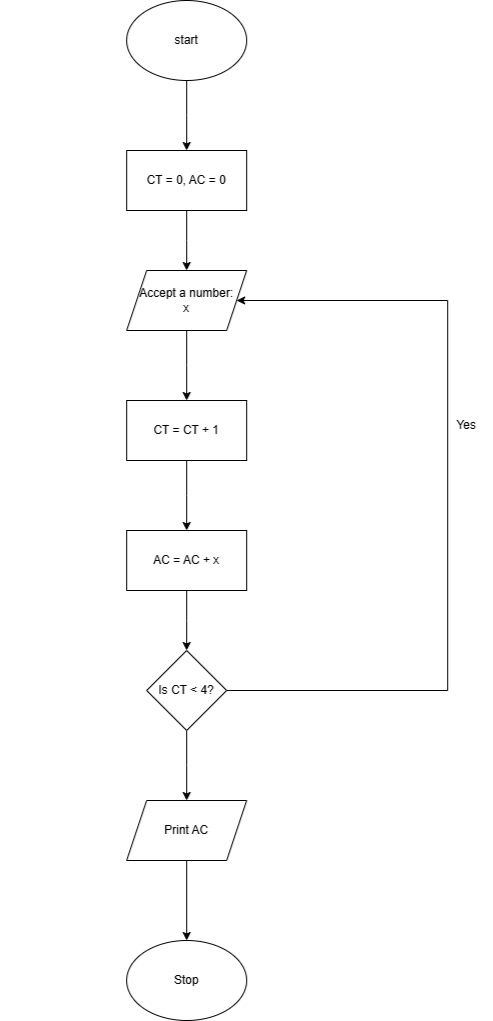 start
CT = 0, AC = 0
Accept a number:
x
CT = CT + 1
Yes
AC = AC + x
Is CT < 4?
Print AC
Stop